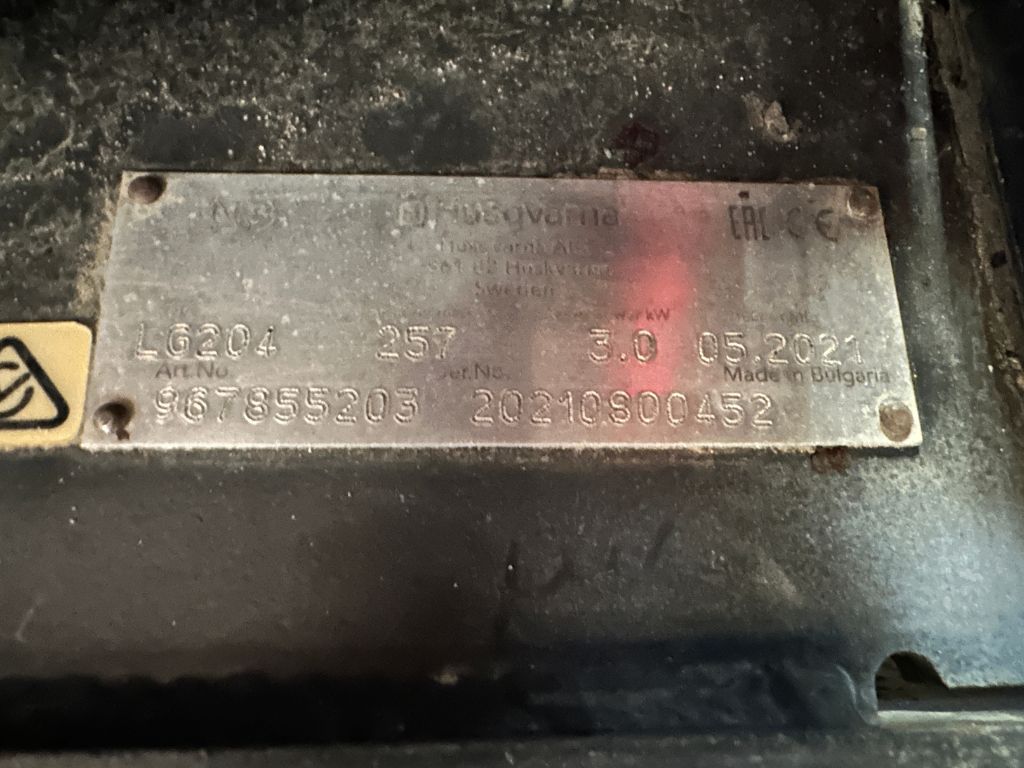 Husqvarna EAC CE
Husqvarna AB
561 82 Huskvarna
Sweden
LG204 257 3.0 05.2021
Art.No. Ser.No. Made in Bulgaria
967855203 20210800452